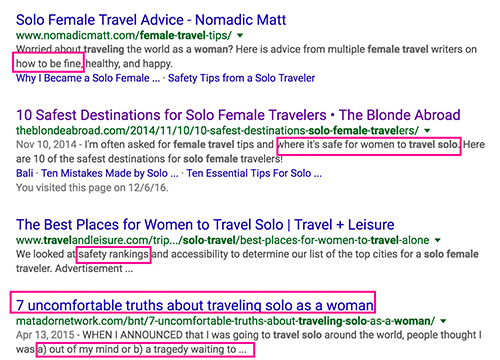 Solo Female Travel Advice - Nomadic Matt
www.nomadicmatt.com/female-travel-tips/
Worried about traveling the world as a woman? Here is advice from multiple female travel writers on
how to be fine, healthy, and happy.
Why I Became a Solo Female ... · Safety Tips from a Solo Traveler
10 Safest Destinations for Solo Female Travelers • The Blonde Abroad
theblondeabroad.com/2014/11/10/10-safest-destinations-solo-female-travelers/
Nov 10, 2014 - I'm often asked for female travel tips and where it's safe for women to travel solo. Here
are 10 of the safest destinations for solo female travelers!
Bali · Ten Mistakes Made by Solo ... · Ten Essential Tips For Solo ...
You visited this page on 12/6/16.
The Best Places for Women to Travel Solo | Travel + Leisure
www.travelandleisure.com/trip.../solo-travel/best-places-for-women-to-travel-alone
We looked at safety rankings and accessibility to determine our list of the top cities for a solo female
traveler. Advertisement ...
7 uncomfortable truths about traveling solo as a woman
matadornetwork.com/bnt/7-uncomfortable-truths-about-traveling-solo-as-a-woman/
Apr 13, 2015 - WHEN I ANNOUNCED that I was going to travel solo around the world, people thought I
was a) out of my mind or b) a tragedy waiting to ...